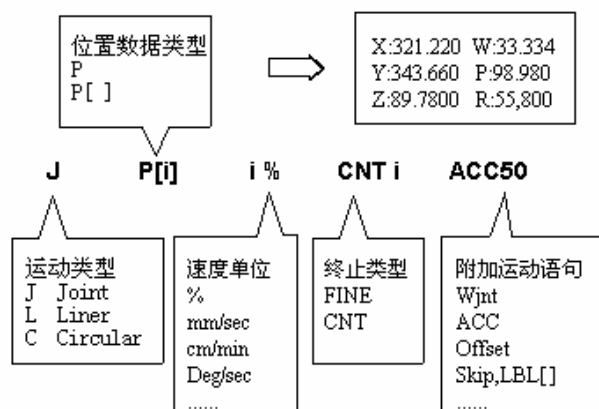 位置数据类型
P
P[ ]
X:321.220 W:33.334
Y:343.660 P:98.980
Z:89.7800 R:55,800
J P[i] i % CNT i ACC50
运动类型
J Joint
L Liner
C Circular
速度单位
%
mm/sec
cm/min
Deg/sec
......
终止类型
FINE
CNT
附加运动语句
Wjnt
ACC
Offset
Skip,LBL[]
......